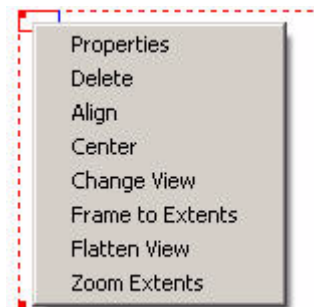 Properties
Delete
Align
Center
Change View
Frame to Extents
Flatten View
Zoom Extents